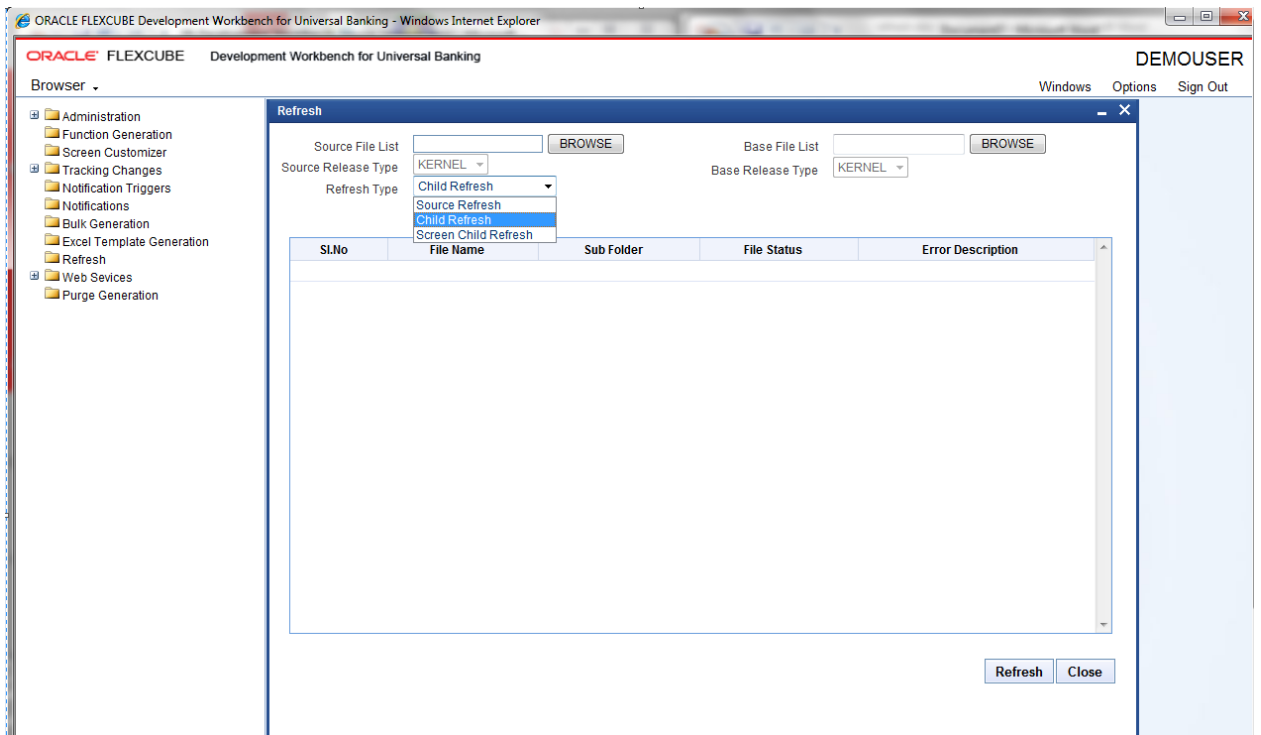 ORACLE FLEXCUBE Development Workbench for Universal Banking - Windows Internet Explorer
ORACLE FLEXCUBE Development Workbench for Universal Banking DEMOUSER
Browser Windows Options Sign Out
Administration
Function Generation
Screen Customizer
Tracking Changes
Notification Triggers
Notifications
Bulk Generation
Excel Template Generation
Refresh
Web Sevices
Purge Generation
Refresh
Source File List BROWSE Base File List BROWSE
Source Release Type KERNEL Base Release Type KERNEL
Refresh Type Child Refresh
Source Refresh
Child Refresh
Screen Child Refresh
Sl.No File Name Sub Folder File Status Error Description
Refresh Close